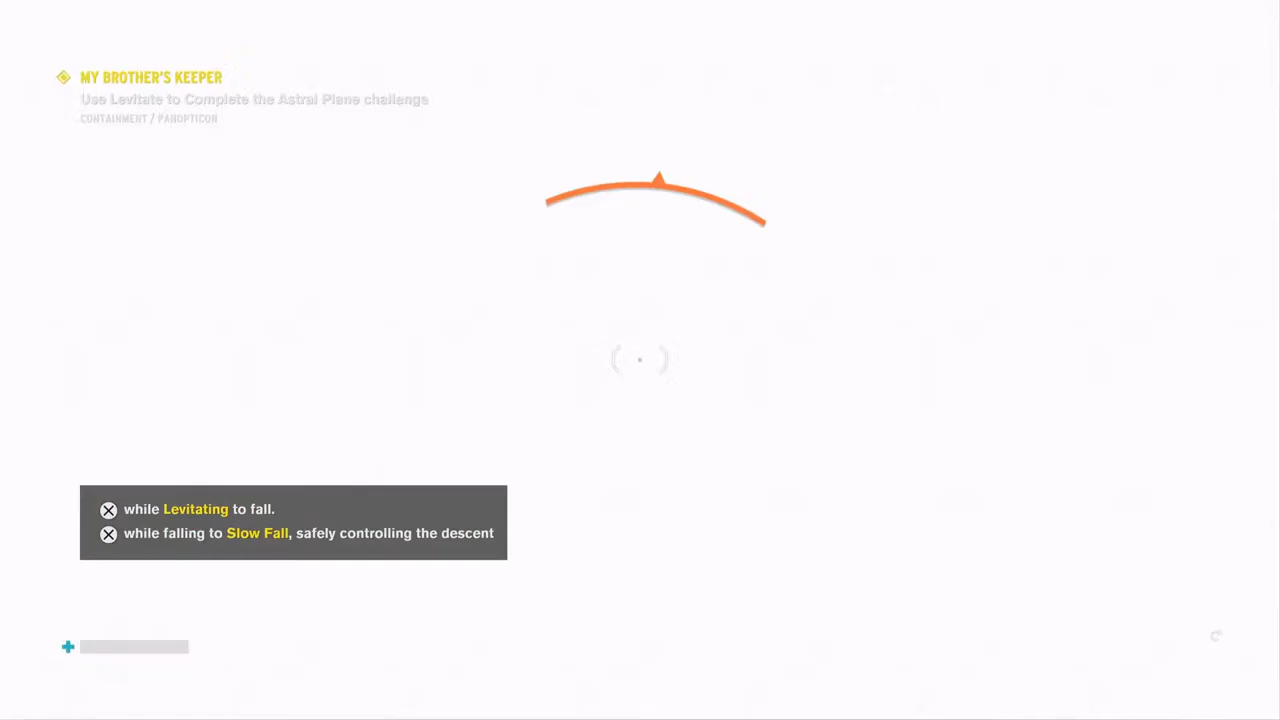 MY BROTHER'S KEEPER
Use Levitate to Complete the Astral Plane challenge
CONTAINMENT / PANOPTICON
while Levitating to fall.
while falling to Slow Fall, safely controlling the descent